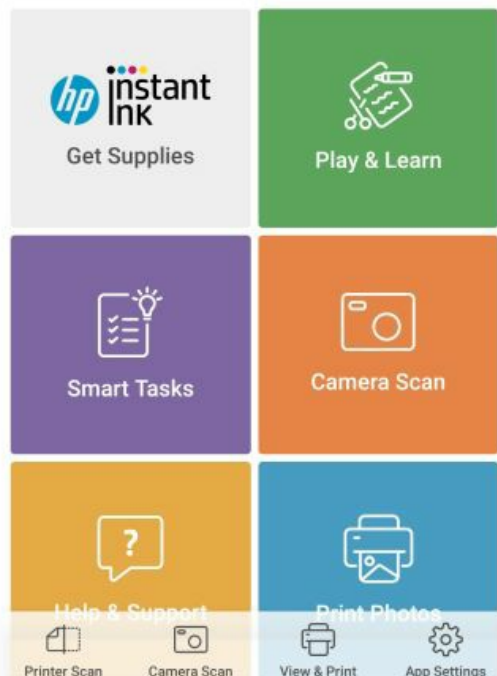 hp instant
ink
Get Supplies
Play & Learn
Smart Tasks
Camera Scan
?
Help & Support
Print Photos
Printer Scan
Camera Scan
View & Print
App Settings